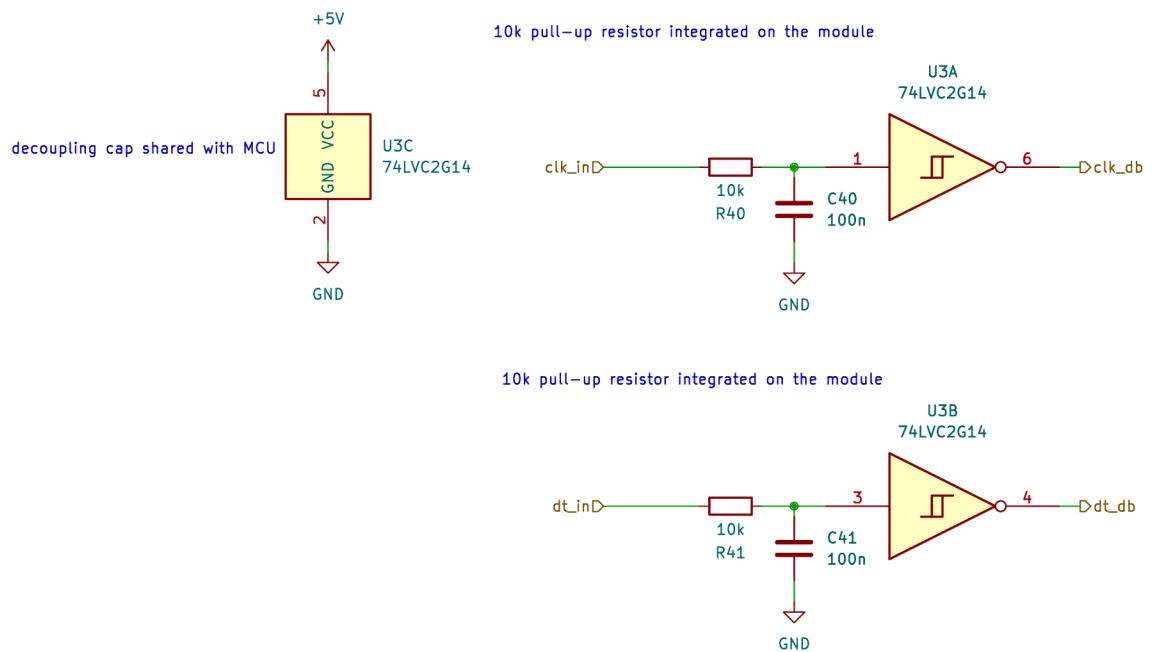 +5V
5
VCC
GND
2
GND
decoupling cap shared with MCU
U3C
74LVC2G14
10k pull-up resistor integrated on the module
U3A
74LVC2G14
clk_in
10k
R40
C40
100n
GND
1
6
clk_db
10k pull-up resistor integrated on the module
U3B
74LVC2G14
dt_in
10k
R41
C41
100n
GND
3
4
dt_db